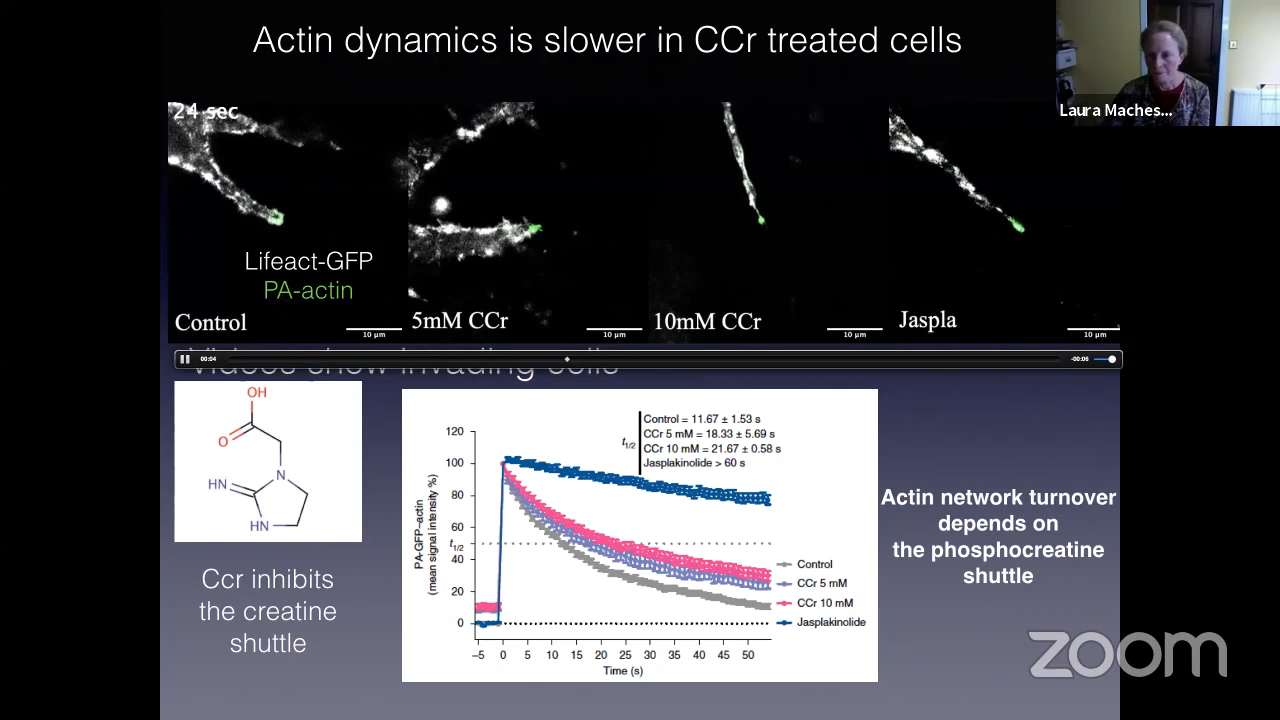 Actin dynamics is slower in CCr treated cells
Laura Maches...
24 sec
Lifeact-GFP
PA-actin
Control
5mM CCr
10mM CCr
Jaspla
10 µm
10 µm
10 µm
10 µm
00:04
-00:06
Videos show invading cells
OH
O
HN
N
HN
Ccr inhibits
the creatine
shuttle
PA-GFP–actin
(mean signal intensity %)
120
100
80
60
t1/2
40
20
0
–5
0
5
10
15
20
25
30
35
40
45
50
Time (s)
t1/2
Control = 11.67 ± 1.53 s
CCr 5 mM = 18.33 ± 5.69 s
CCr 10 mM = 21.67 ± 0.58 s
Jasplakinolide > 60 s
Control
CCr 5 mM
CCr 10 mM
Jasplakinolide
Actin network turnover
depends on
the phosphocreatine
shuttle
zoom